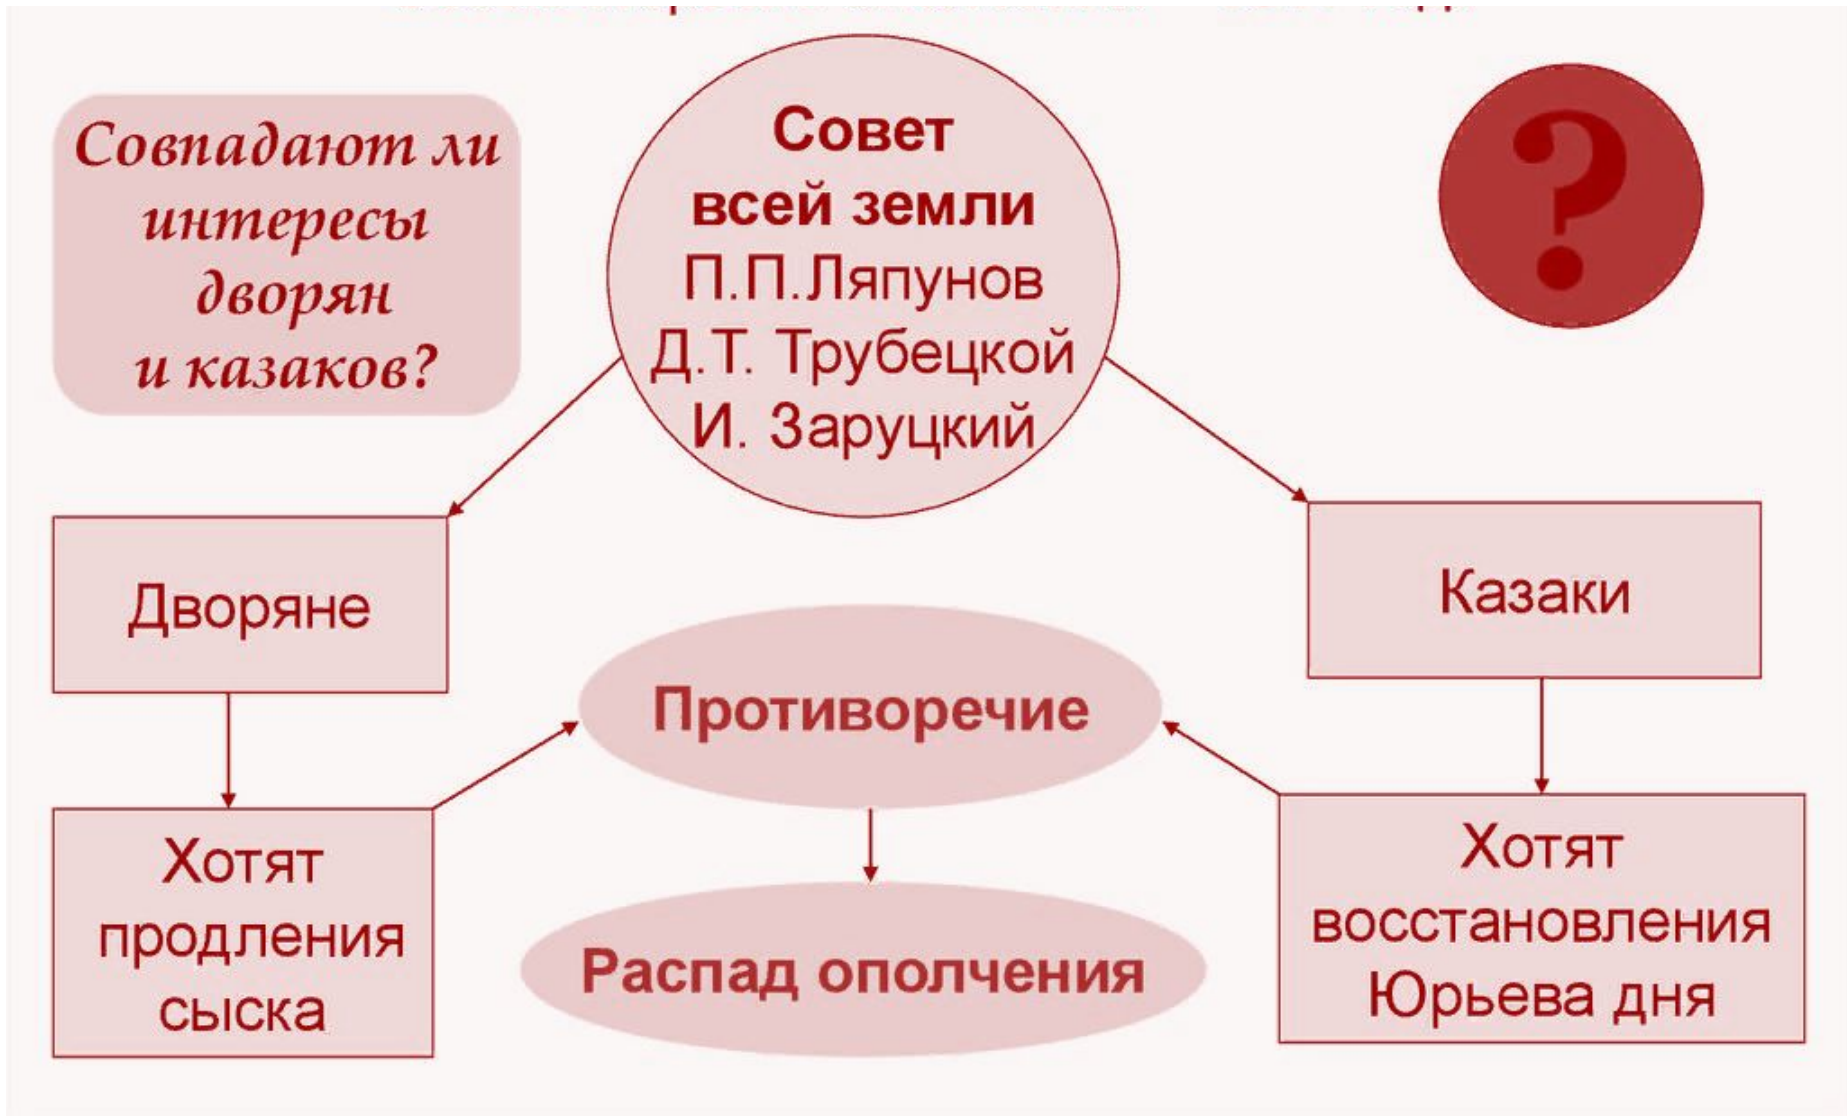 Совпадают ли
интересы
дворян
и казаков?
Совет
всей земли
П.П.Ляпунов
Д.Т. Трубецкой
И. Заруцкий
?
Дворяне
Казаки
Противоречие
Хотят
продления
сыска
Хотят
восстановления
Юрьева дня
Распад ополчения